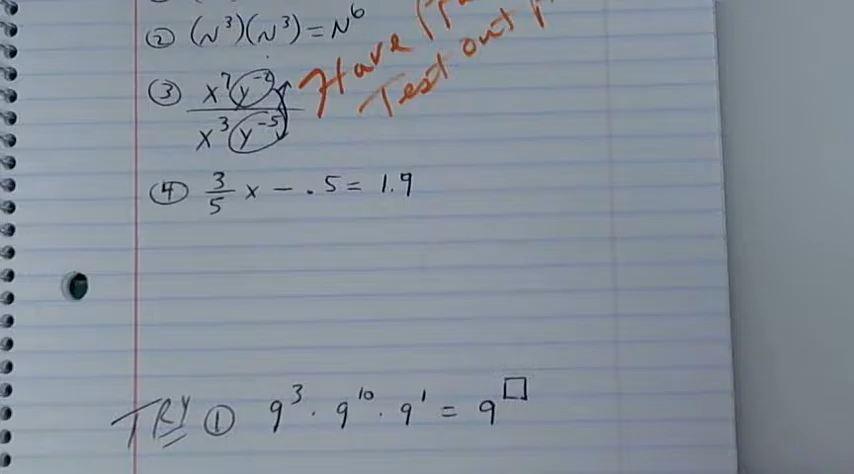 ② (N³)(N³) = N⁶
Have
Test out
③ x⁷y⁻²/x³y⁻⁵
④ 3/5 x - .5 = 1.9
TRY ① 9³ · 9¹⁰ · 9¹ = 9^□